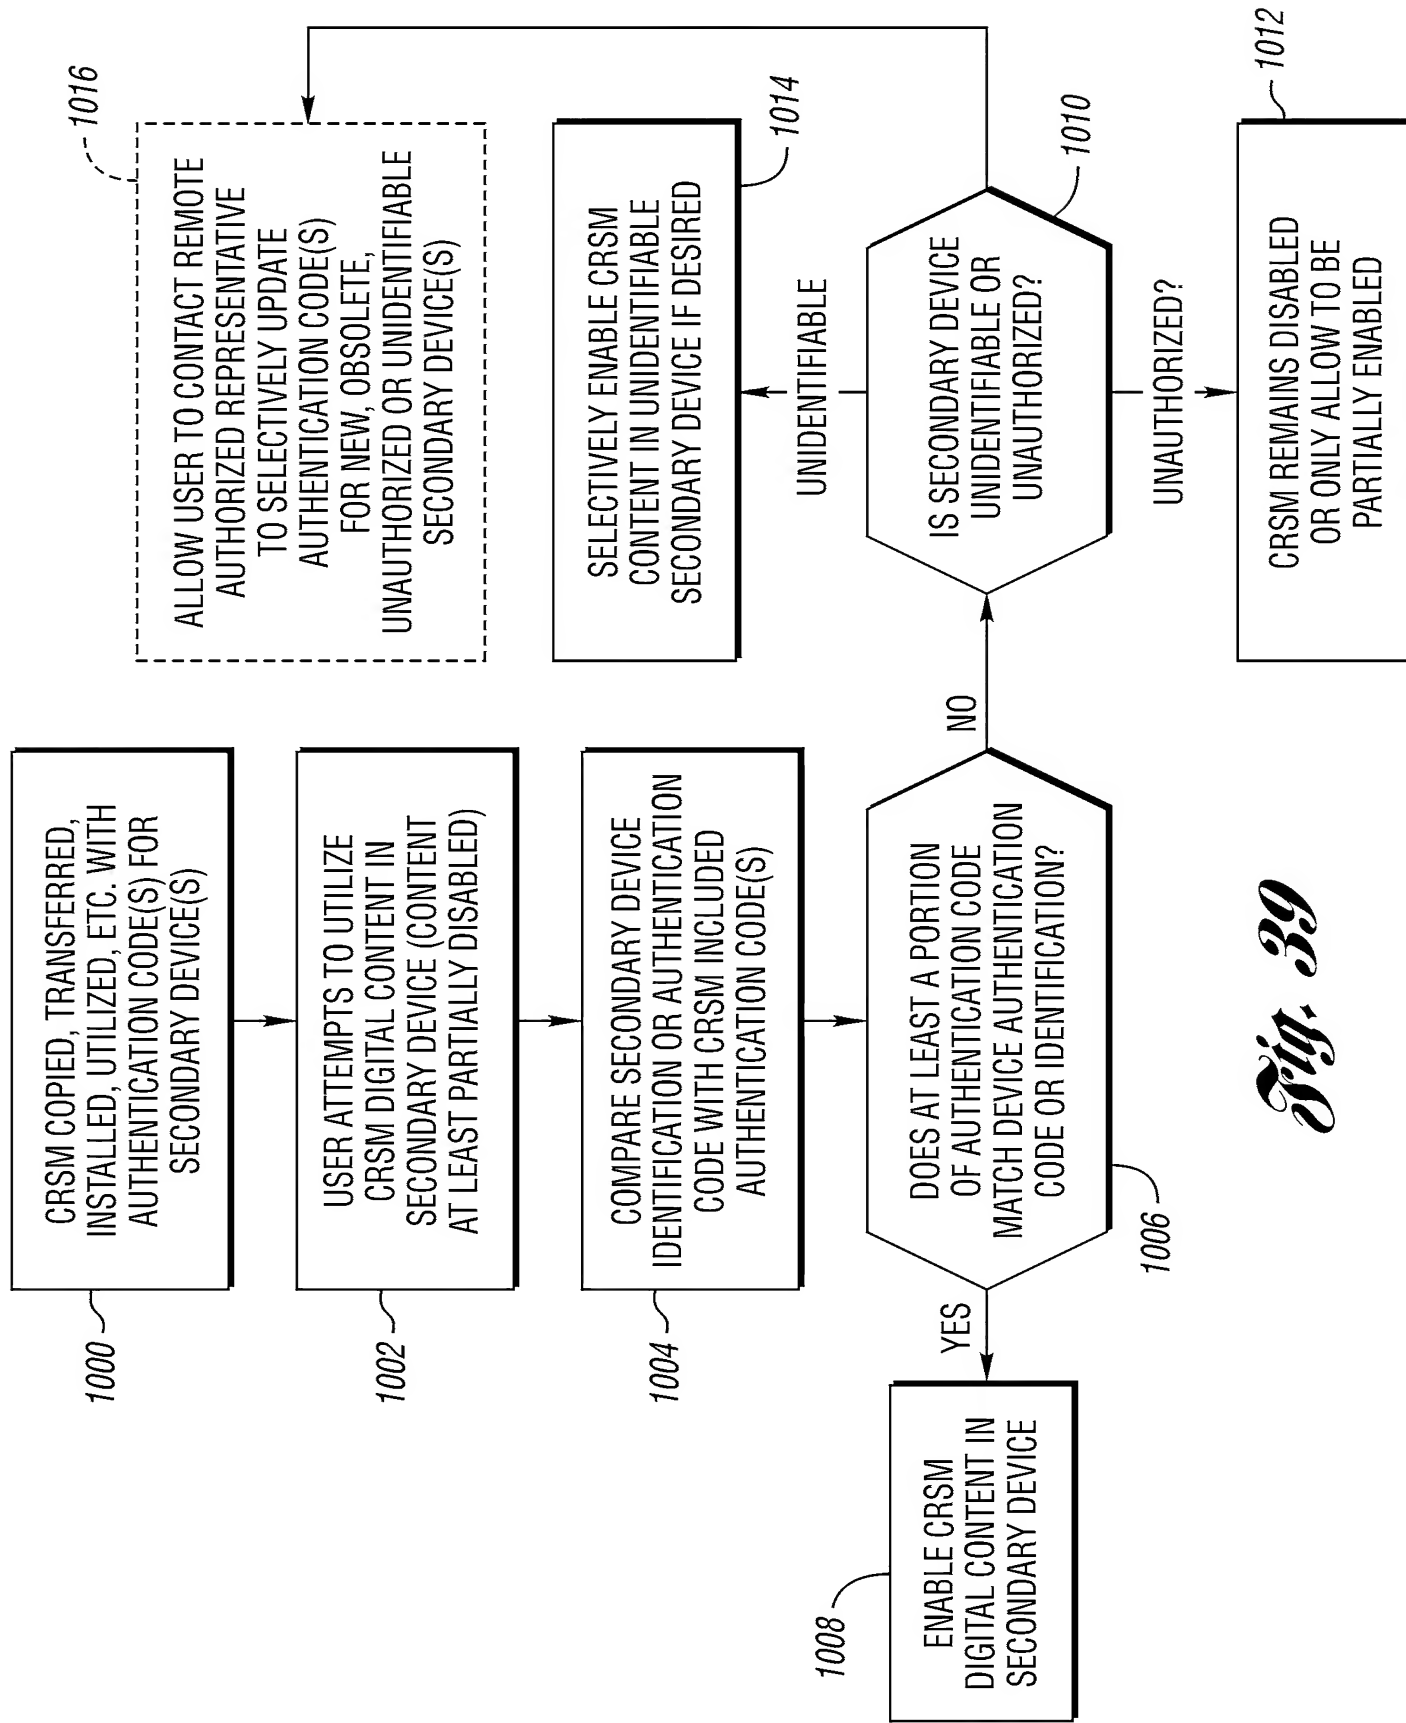 CRSM COPIED, TRANSFERRED,
INSTALLED, UTILIZED, ETC. WITH
AUTHENTICATION CODE(S) FOR
SECONDARY DEVICE(S)
1000
USER ATTEMPTS TO UTILIZE
CRSM DIGITAL CONTENT IN
SECONDARY DEVICE (CONTENT
AT LEAST PARTIALLY DISABLED)
1002
COMPARE SECONDARY DEVICE
IDENTIFICATION OR AUTHENTICATION
CODE WITH CRSM INCLUDED
AUTHENTICATION CODE(S)
1004
DOES AT LEAST A PORTION
OF AUTHENTICATION CODE
MATCH DEVICE AUTHENTICATION
CODE OR IDENTIFICATION?
1006
YES
ENABLE CRSM
DIGITAL CONTENT IN
SECONDARY DEVICE
1008
NO
IS SECONDARY DEVICE
UNIDENTIFIABLE OR
UNAUTHORIZED?
1010
UNAUTHORIZED?
CRSM REMAINS DISABLED
OR ONLY ALLOW TO BE
PARTIALLY ENABLED
1012
UNIDENTIFIABLE
SELECTIVELY ENABLE CRSM
CONTENT IN UNIDENTIFIABLE
SECONDARY DEVICE IF DESIRED
1014
ALLOW USER TO CONTACT REMOTE
AUTHORIZED REPRESENTATIVE
TO SELECTIVELY UPDATE
AUTHENTICATION CODE(S)
FOR NEW, OBSOLETE,
UNAUTHORIZED OR UNIDENTIFIABLE
SECONDARY DEVICE(S)
1016
Fig. 39